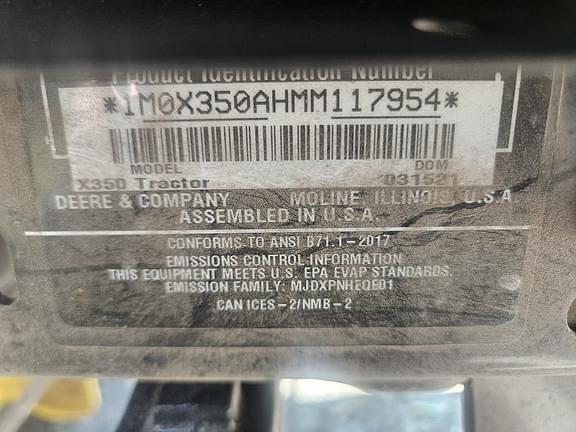 Product Identification Number
*1M0X350AHMM117954*
MODEL DOM
X350 Tractor 031521
DEERE & COMPANY MOLINE, ILLINOIS U.S.A
ASSEMBLED IN U.S.A.
CONFORMS TO ANSI B71.1-2017
EMISSIONS CONTROL INFORMATION
THIS EQUIPMENT MEETS U.S. EPA EVAP STANDARDS.
EMISSION FAMILY: MJDXPNHEQE01
CAN ICES-2/NMB-2